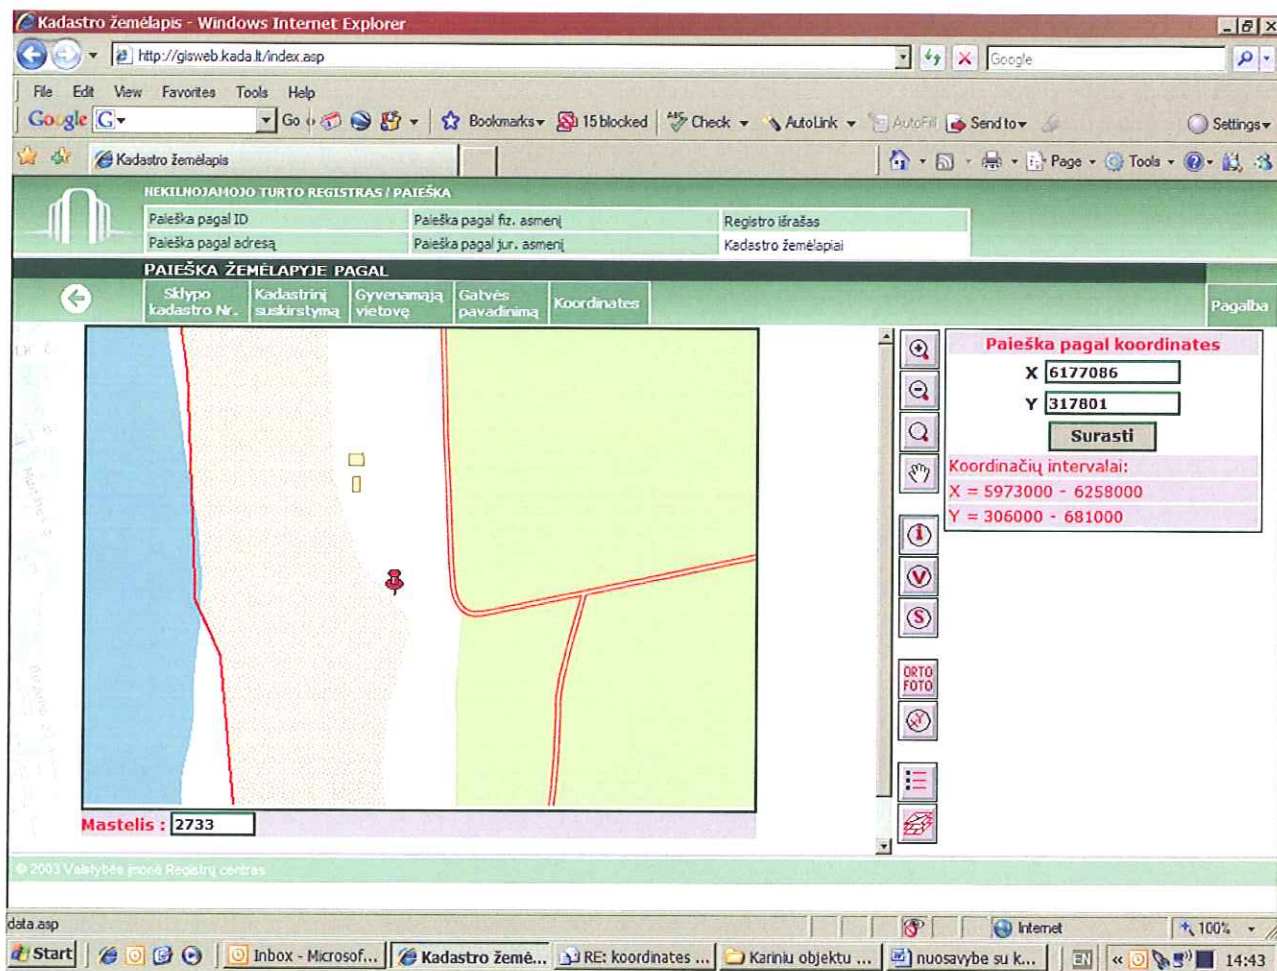 Kadastro žemėlapis - Windows Internet Explorer
http://gisweb.kada.lt/index.asp
Google
File Edit View Favorites Tools Help
Google G Go 15 blocked Bookmarks Check AutoLink AutoFill Send to Settings
Kadastro žemėlapis
Page Tools
NEKILNOJAMOJO TURTO REGISTRAS / PAIEŠKA
Paieška pagal ID Paieška pagal fiz. asmenį Registro išrašas
Paieška pagal adresą Paieška pagal jur. asmenį Kadastro žemėlapiai
PAIEŠKA ŽEMĖLAPYJE PAGAL
Sklypo kadastro Nr.
Kadastrinį suskirstymą
Gyvenamąją vietovę
Gatvės pavadinimą
Koordinates
Pagalba
Paieška pagal koordinates
X 6177086
Y 317801
Surasti
Koordinačių intervalai:
X = 5973000 - 6258000
Y = 306000 - 681000
i
V
S
ORTO
FOTO
XY
Mastelis : 2733
© 2003 Valstybės įmonė Registrų centras
data.asp Internet 100%
Start Inbox - Microsof... Kadastro žemė... RE: koordinates ... Kariniu objektu ... nuosavybe su k... EN 14:43